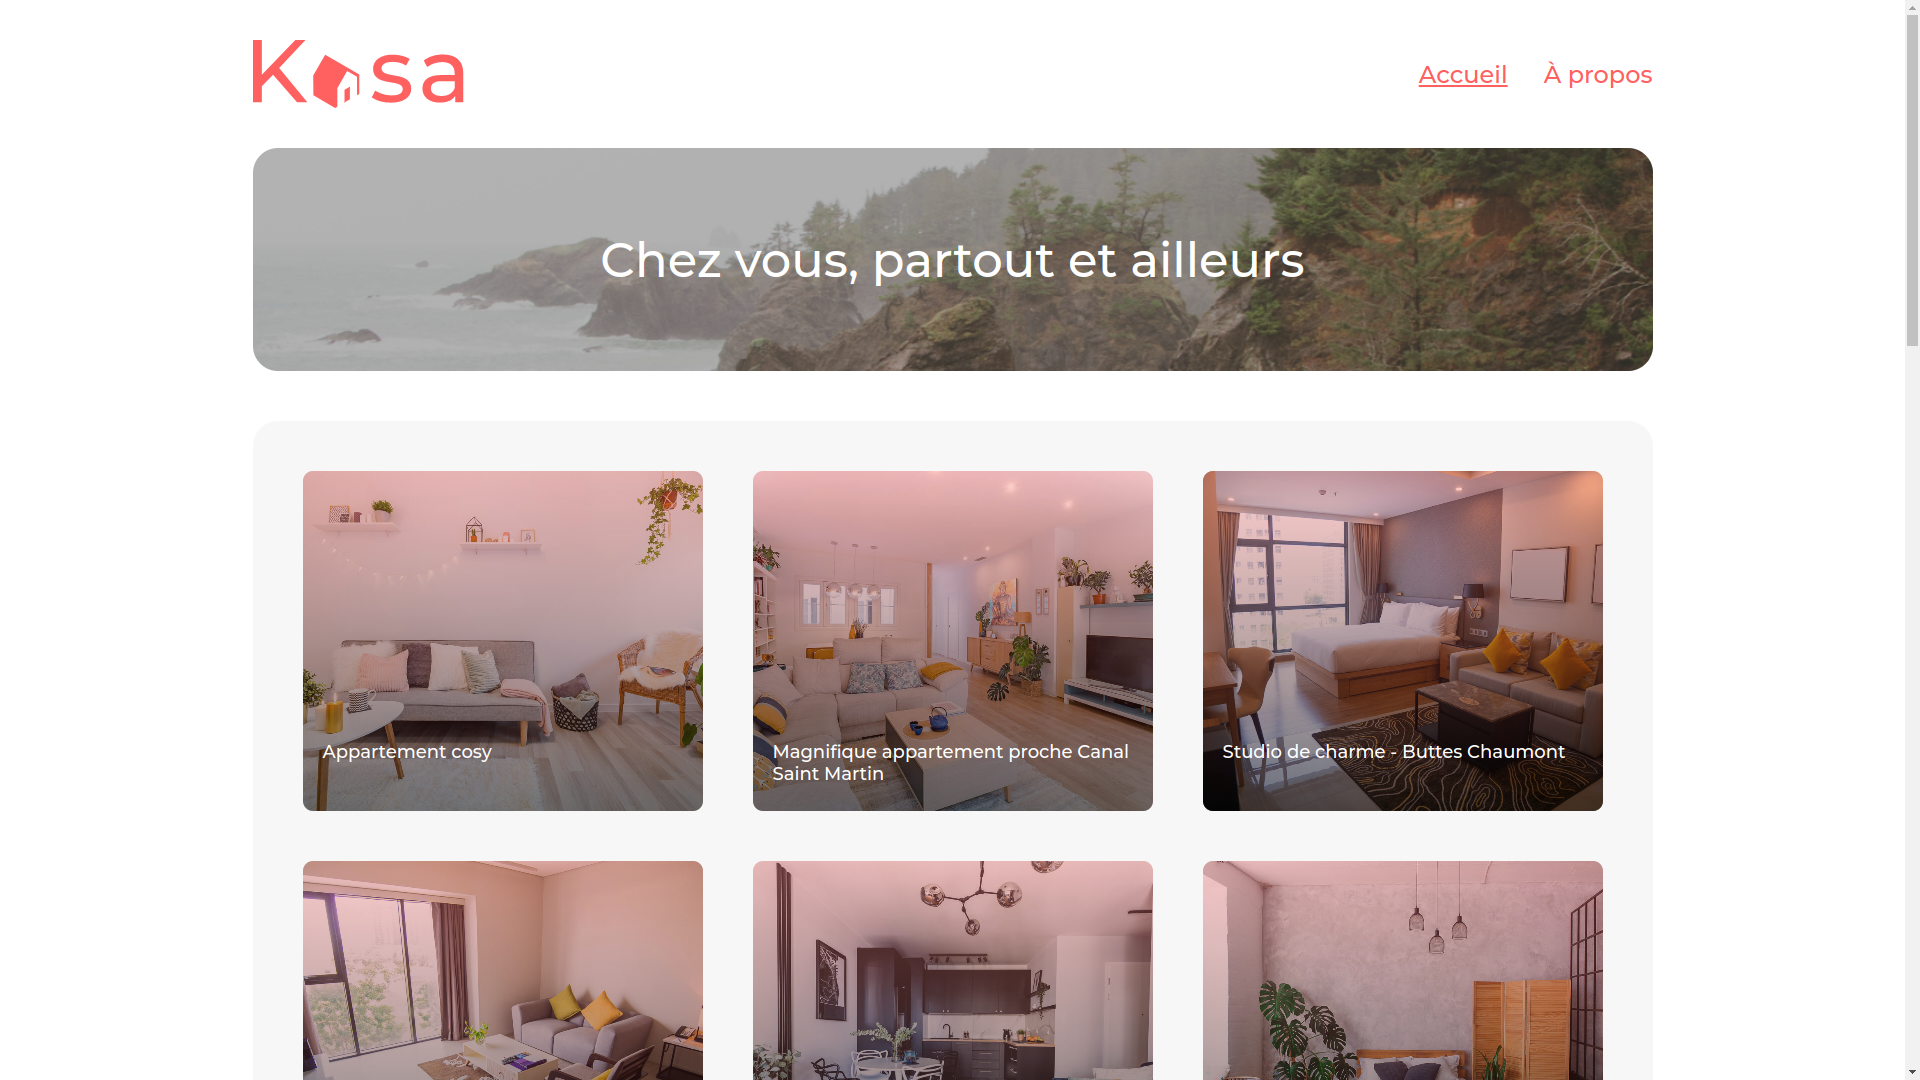 Kasa
Accueil
À propos
Chez vous, partout et ailleurs
Appartement cosy
Magnifique appartement proche Canal
Saint Martin
Studio de charme - Buttes Chaumont